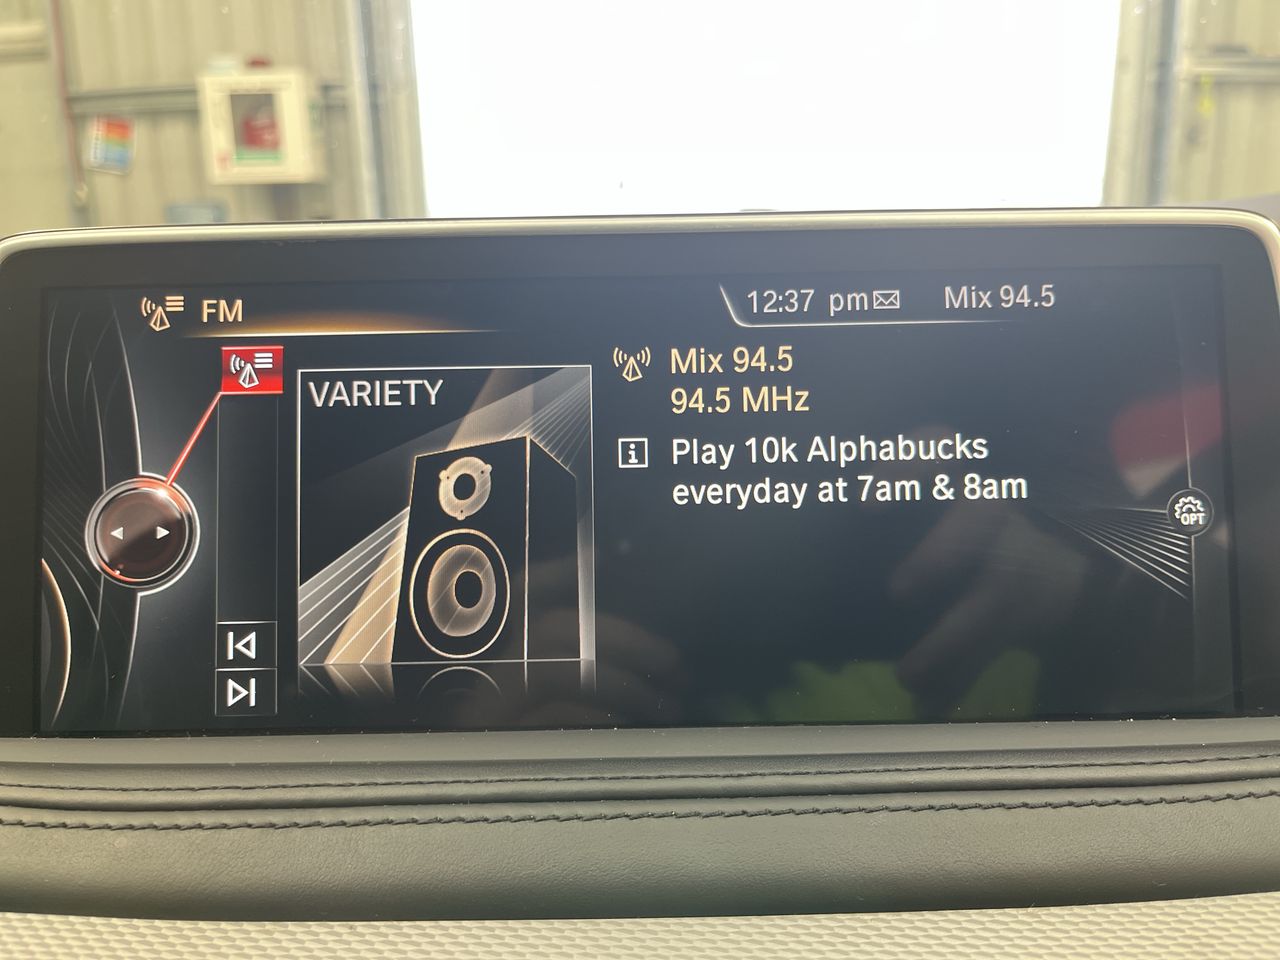 FM
12:37 pm
Mix 94.5
VARIETY
Mix 94.5
94.5 MHz
Play 10k Alphabucks
everyday at 7am & 8am
OPT